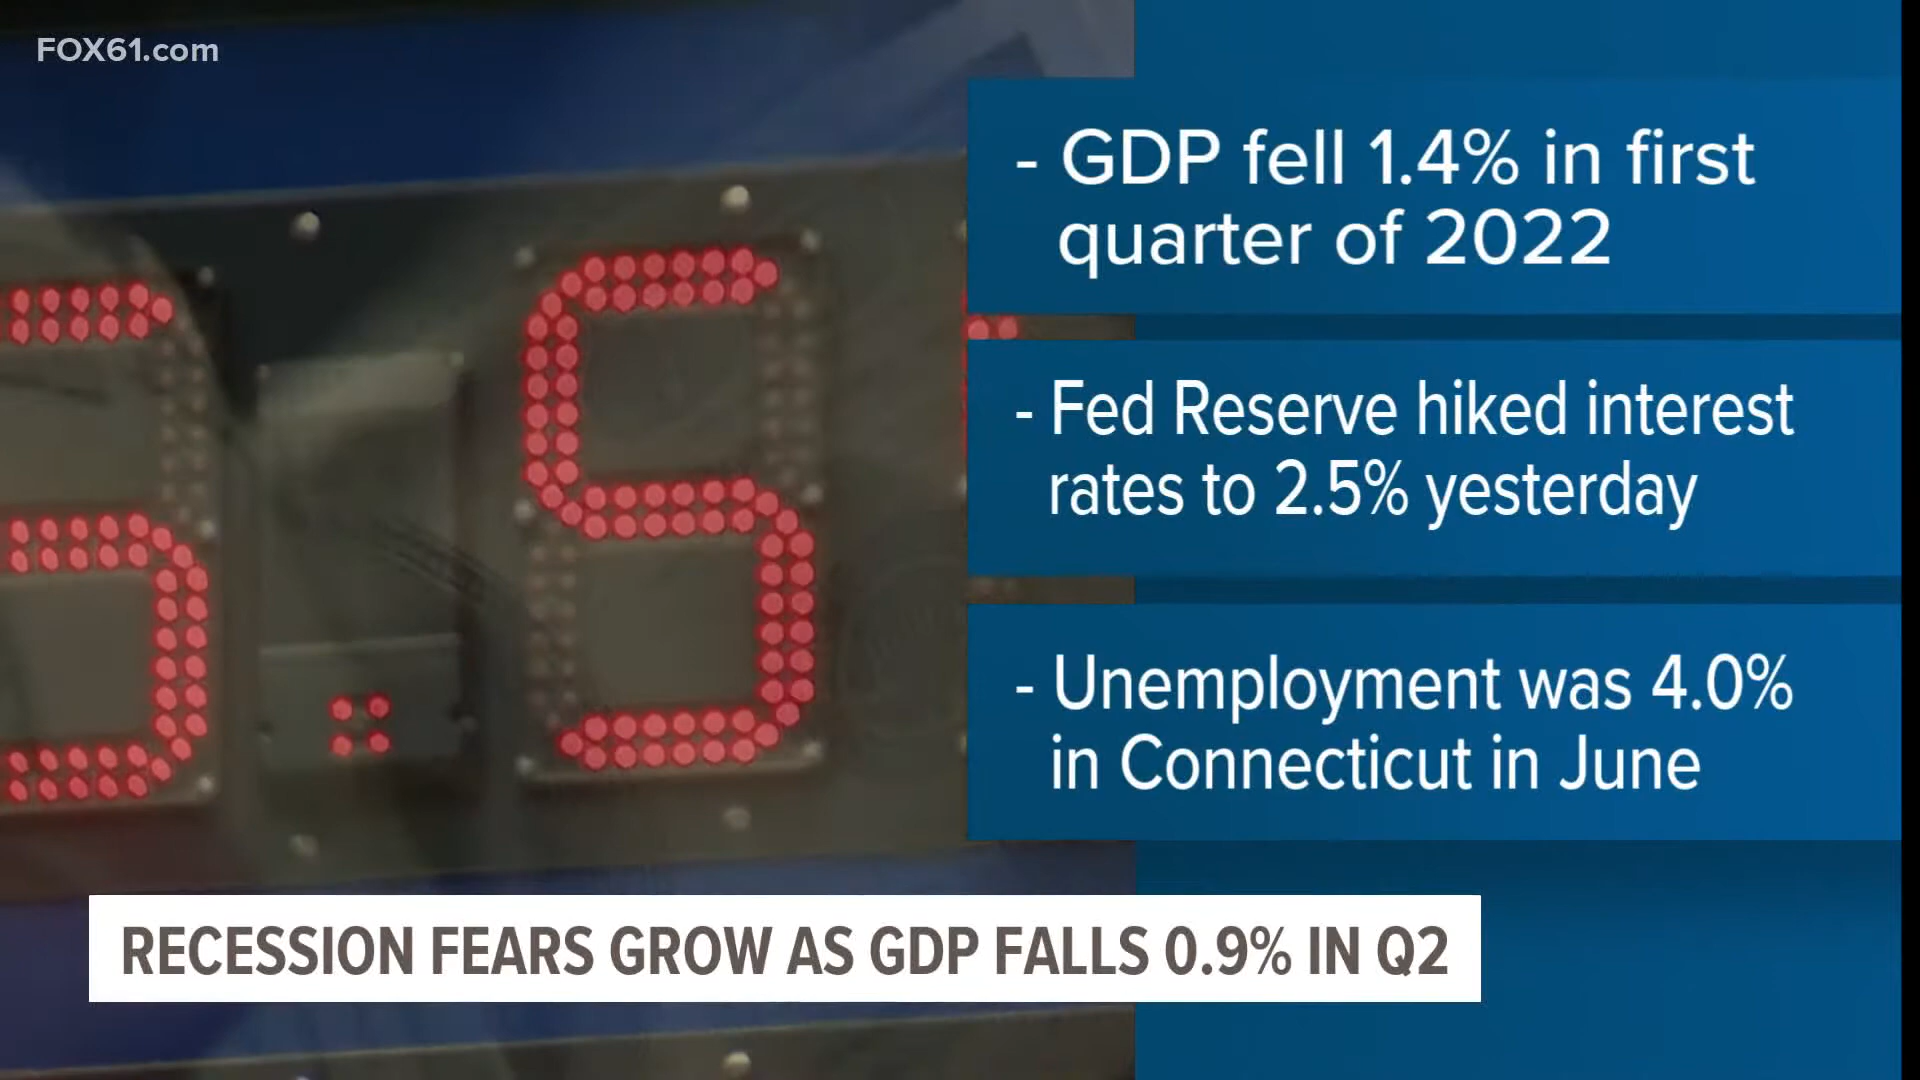 FOX61.com
- GDP fell 1.4% in first
quarter of 2022
- Fed Reserve hiked interest
rates to 2.5% yesterday
- Unemployment was 4.0%
in Connecticut in June
5.5
RECESSION FEARS GROW AS GDP FALLS 0.9% IN Q2